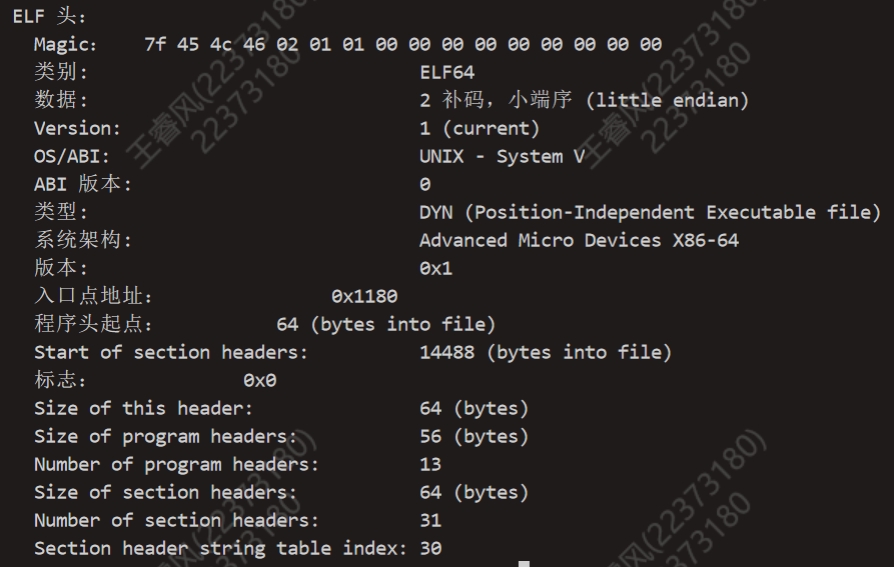 ELF 头:
Magic: 7f 45 4c 46 02 01 01 00 00 00 00 00 00 00 00 00
类别: ELF64
数据: 2 补码，小端序 (little endian)
Version: 1 (current)
OS/ABI: UNIX - System V
ABI 版本: 0
类型: DYN (Position-Independent Executable file)
系统架构: Advanced Micro Devices X86-64
版本: 0x1
入口点地址: 0x1180
程序头起点: 64 (bytes into file)
Start of section headers: 14488 (bytes into file)
标志: 0x0
Size of this header: 64 (bytes)
Size of program headers: 56 (bytes)
Number of program headers: 13
Size of section headers: 64 (bytes)
Number of section headers: 31
Section header string table index: 30
王睿风(22373180)
22373180
王睿风(22373180)
22373180
王睿风(22373180)
22373180
王睿风(22373180)
22373180